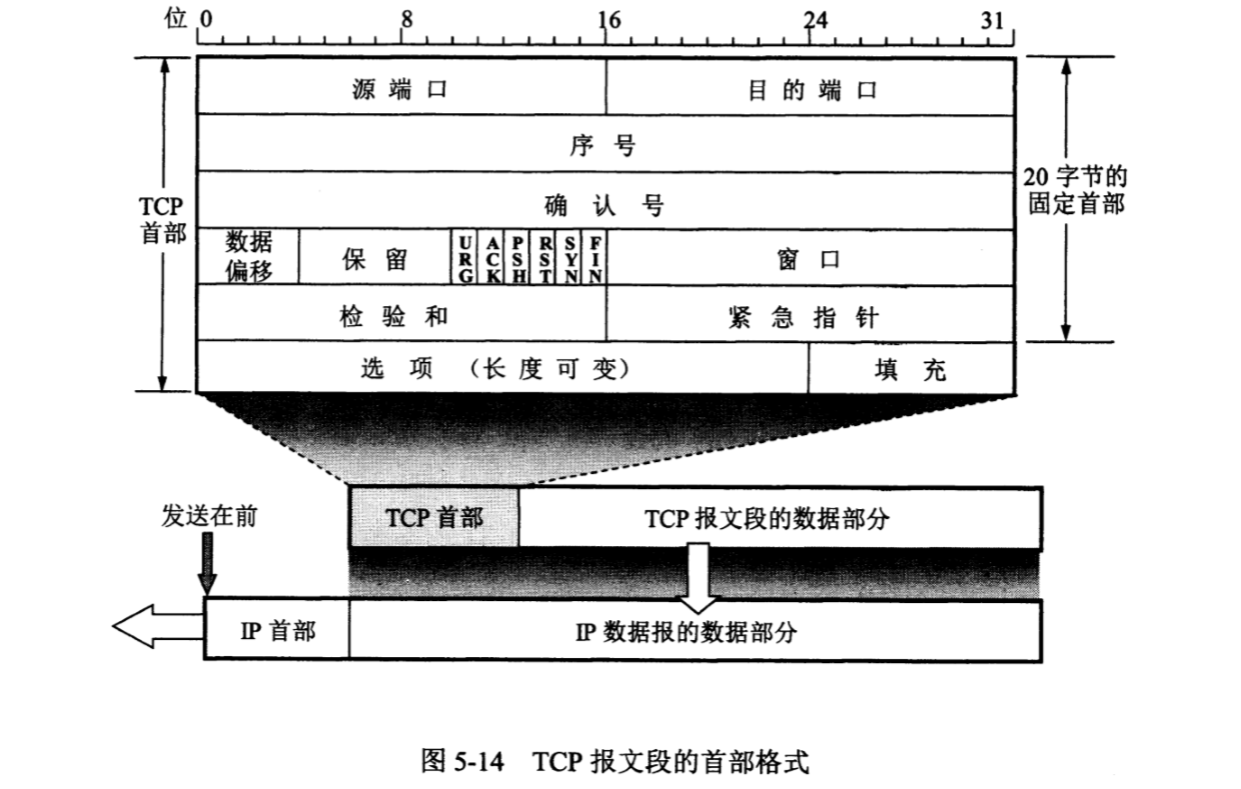 位 0 8 16 24 31
源端口 目的端口
序号
确认号
TCP
首部
20 字节的
固定首部
数据
偏移
保留
URG
ACK
PSH
RST
SYN
FIN
窗口
检验和 紧急指针
选项 (长度可变) 填充
发送在前
TCP 首部 TCP 报文段的数据部分
IP 首部 IP 数据报的数据部分
图 5-14 TCP 报文段的首部格式